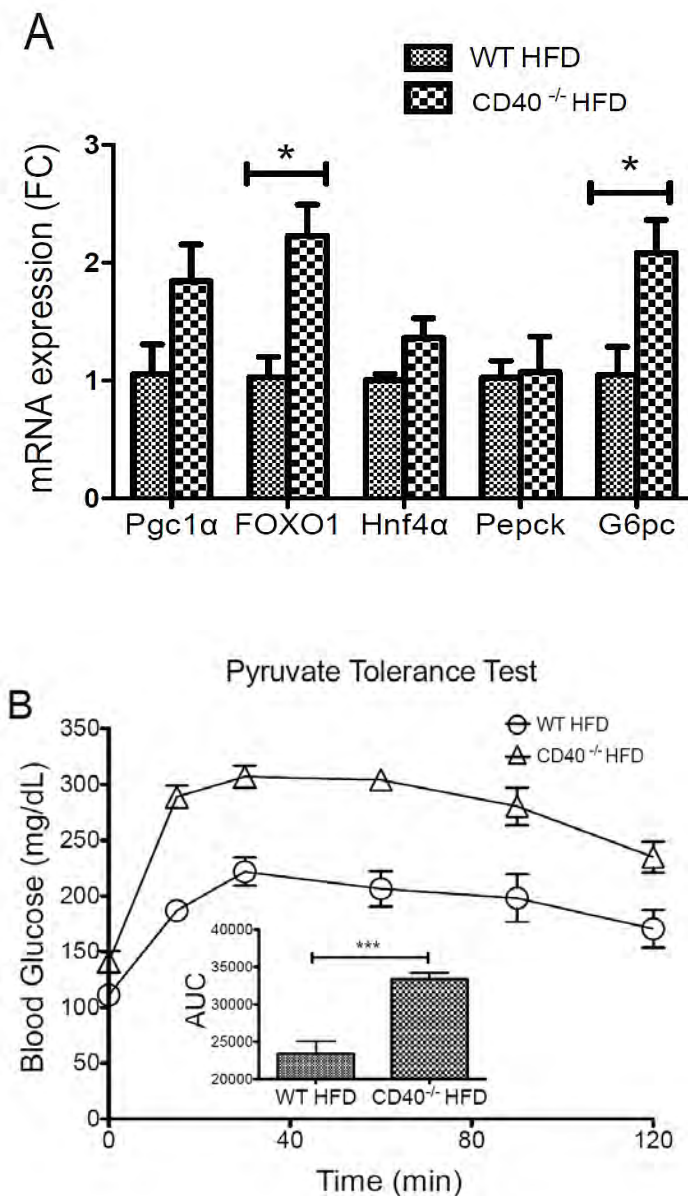 A
WT HFD
CD40 -/- HFD
mRNA expression (FC)
3
2
1
0
*
*
Pgc1α FOXO1 Hnf4α Pepck G6pc
Pyruvate Tolerance Test
B
WT HFD
CD40 -/- HFD
Blood Glucose (mg/dL)
350
300
250
200
150
100
50
0
AUC
40000
35000
30000
25000
20000
***
WT HFD CD40-/- HFD
0 40 80 120
Time (min)